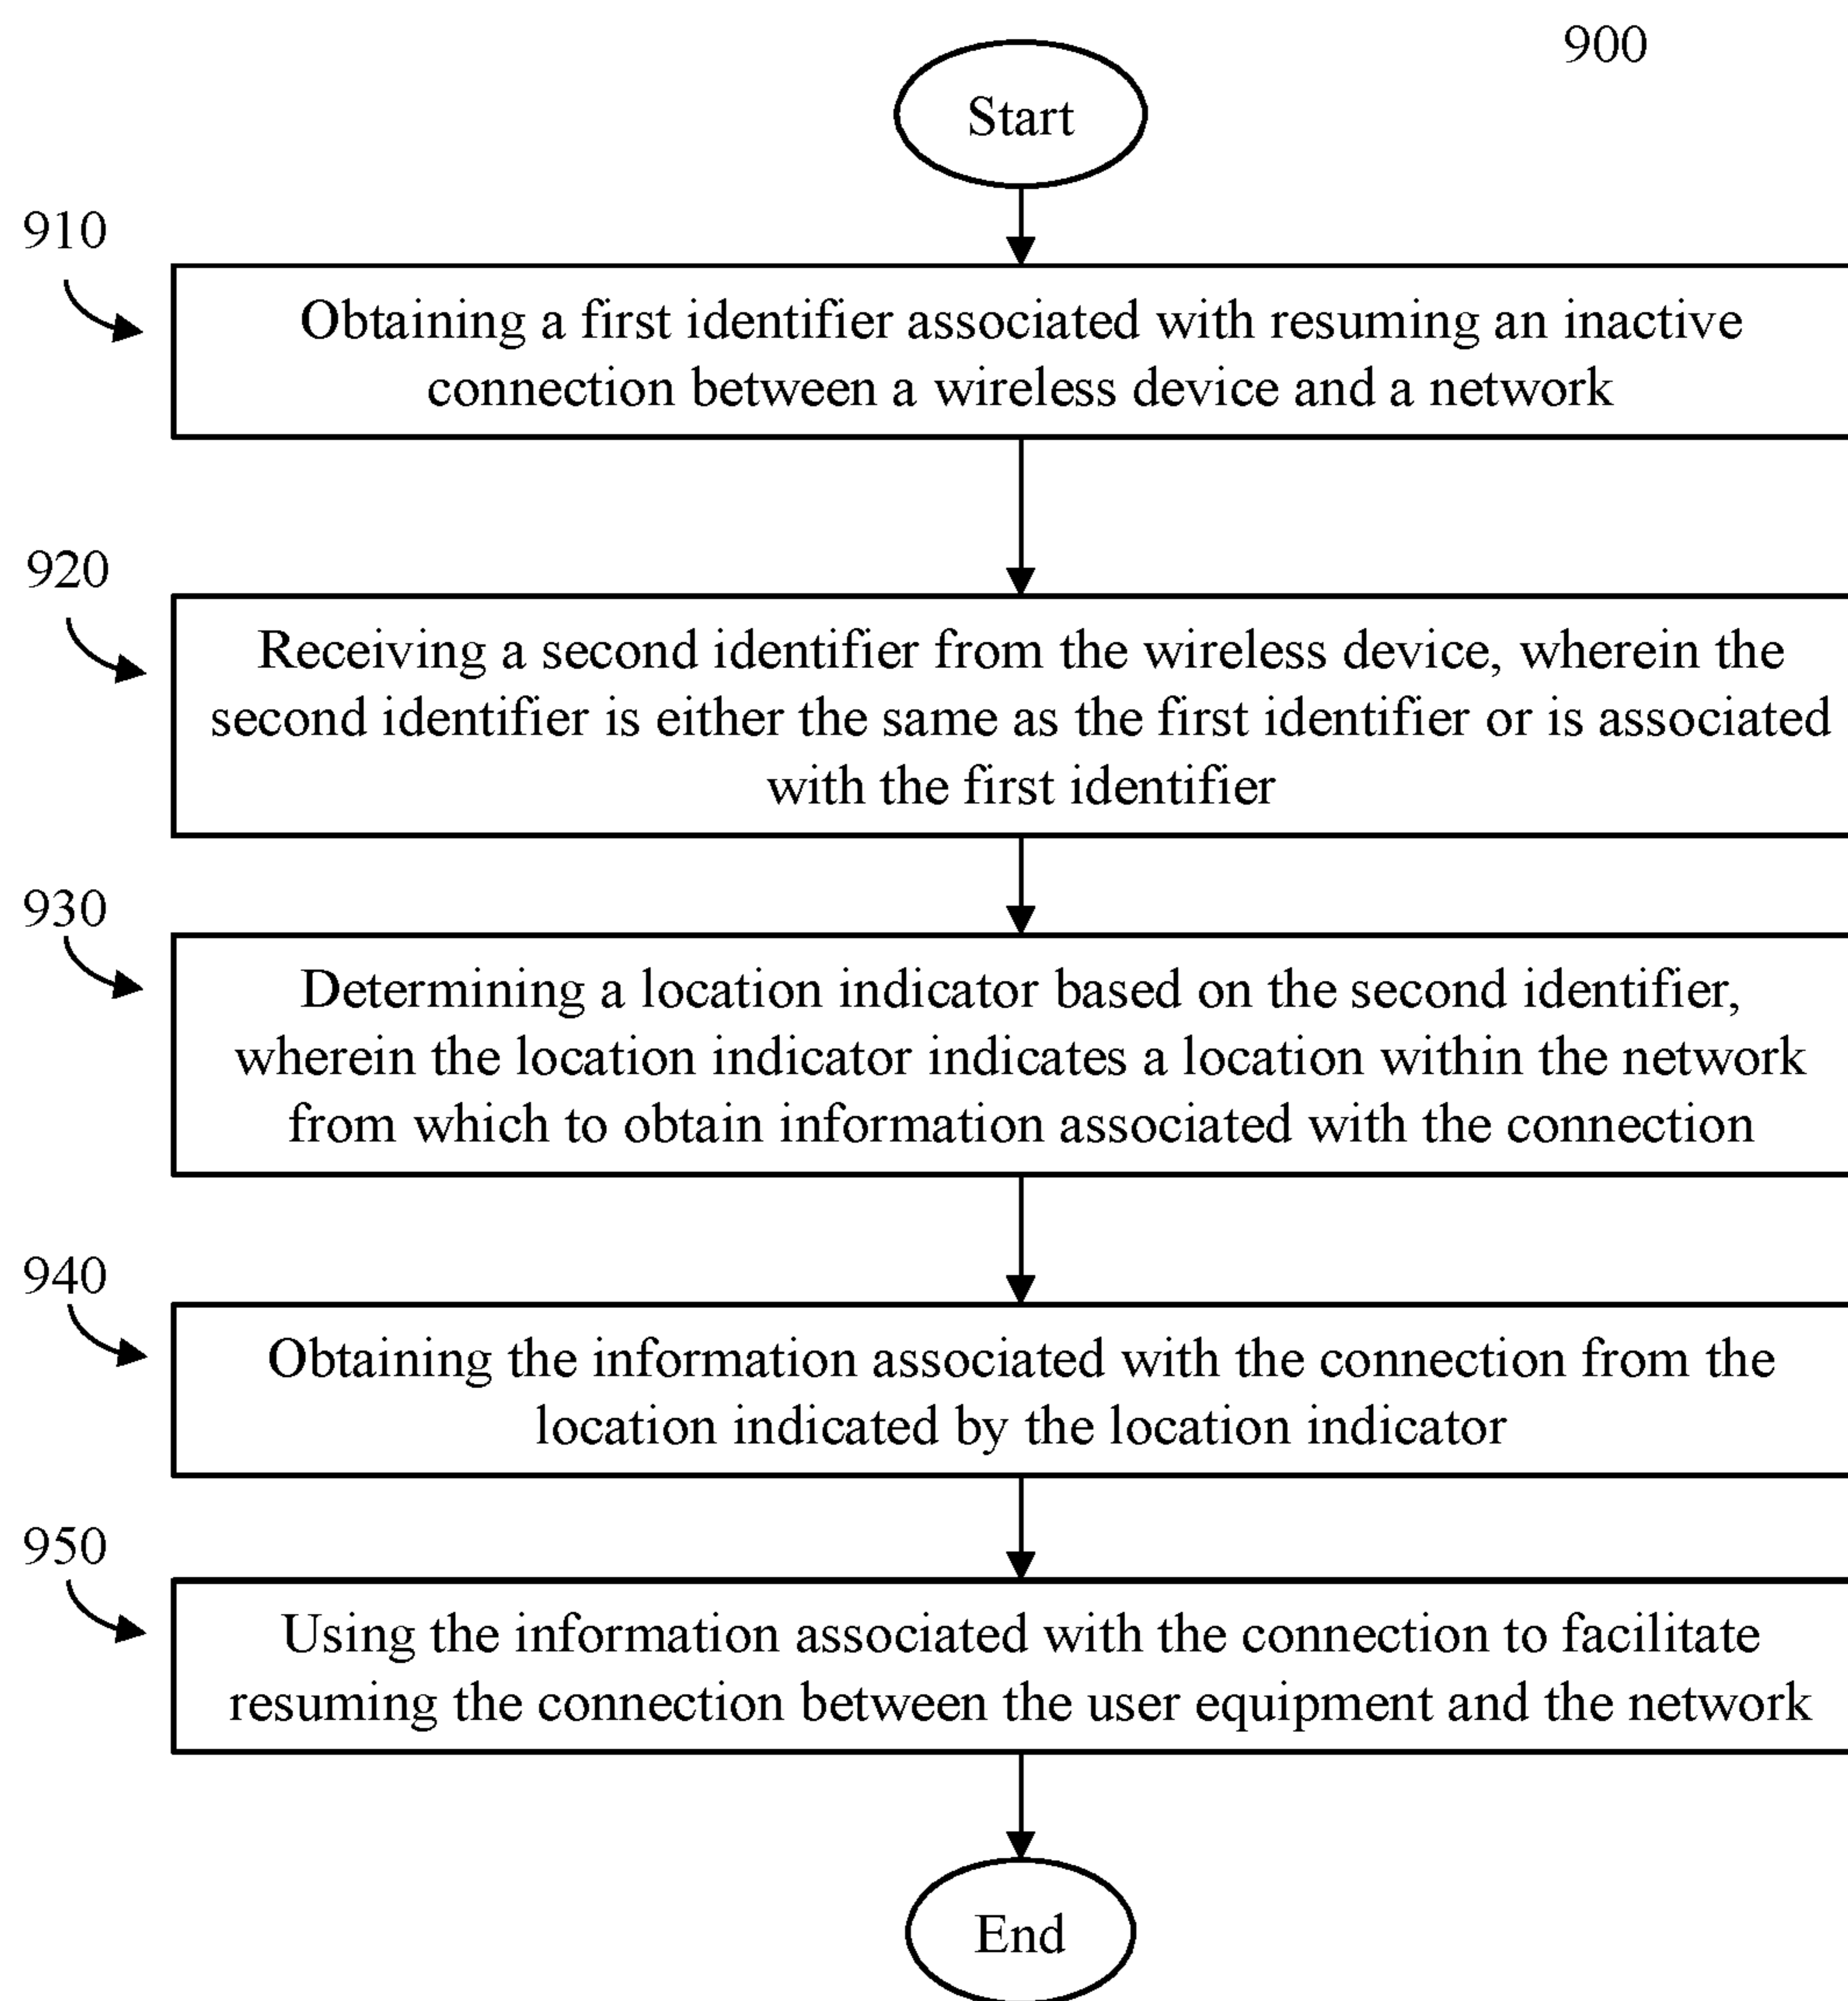 900
Start
910
Obtaining a first identifier associated with resuming an inactive
connection between a wireless device and a network
920
Receiving a second identifier from the wireless device, wherein the
second identifier is either the same as the first identifier or is associated
with the first identifier
930
Determining a location indicator based on the second identifier,
wherein the location indicator indicates a location within the network
from which to obtain information associated with the connection
940
Obtaining the information associated with the connection from the
location indicated by the location indicator
950
Using the information associated with the connection to facilitate
resuming the connection between the user equipment and the network
End